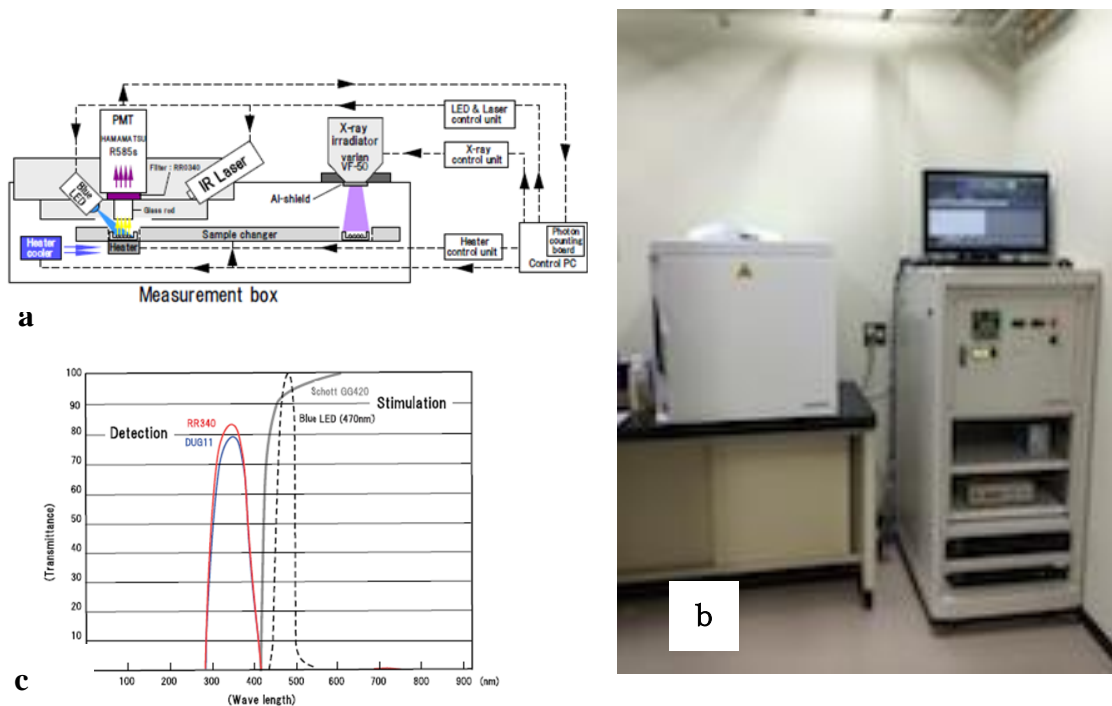 PMT
HAMAMATSU
R585s
Filter : RR0340
Blue
LED
Glass rod
IR Laser
X-ray
irradiator
varian
VF-50
Al-shield
LED & Laser
control unit
X-ray
control unit
Sample changer
Heater
cooler
Heater
Heater
control unit
Photon
counting
board
Control PC
Measurement box
a
100
90
80
70
60
50
40
30
20
10
(Transmittance)
Detection
RR340
DUG11
Schott GG420
Stimulation
Blue LED (470nm)
100 200 300 400 500 600 700 800 900 (nm)
(Wave length)
c
b